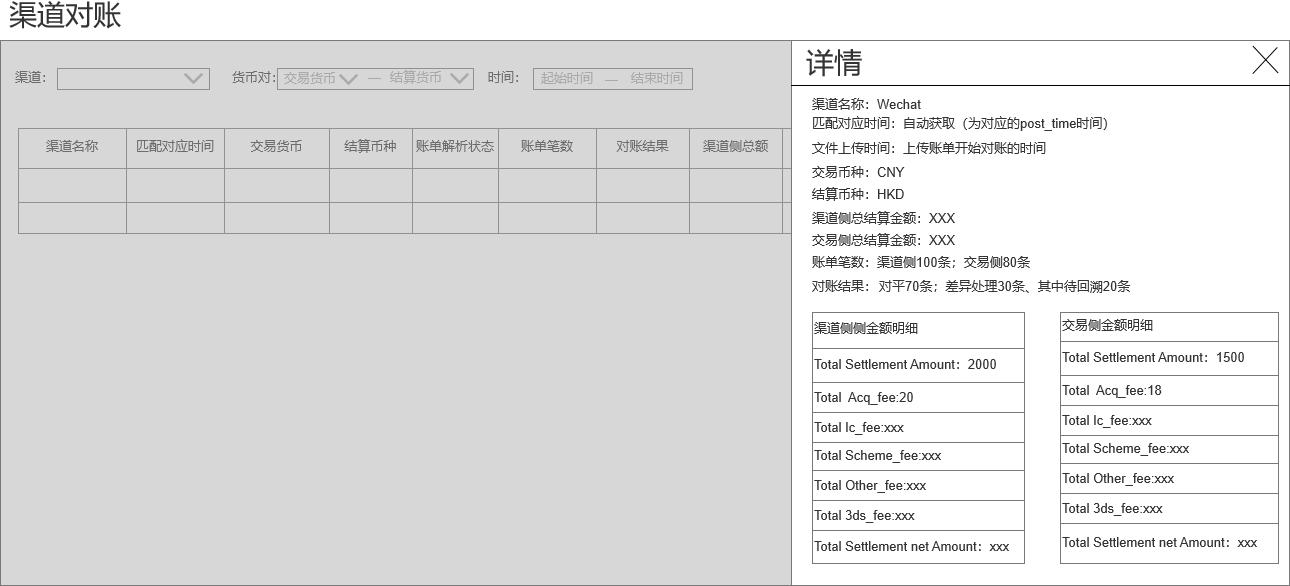 渠道对账
渠道： 货币对： 交易货币 — 结算货币 时间： 起始时间 — 结束时间
渠道名称 匹配对应时间 交易货币 结算币种 账单解析状态 账单笔数 对账结果 渠道侧总额
详情
渠道名称：Wechat
匹配对应时间：自动获取（为对应的post_time时间）
文件上传时间：上传账单开始对账的时间
交易币种：CNY
结算币种：HKD
渠道侧总结算金额：XXX
交易侧总结算金额：XXX
账单笔数：渠道侧100条；交易侧80条
对账结果：对平70条；差异处理30条、其中待回溯20条
渠道侧侧金额明细
Total Settlement Amount：2000
Total  Acq_fee:20
Total Ic_fee:xxx
Total Scheme_fee:xxx
Total Other_fee:xxx
Total 3ds_fee:xxx
Total Settlement net Amount：xxx
交易侧金额明细
Total Settlement Amount：1500
Total  Acq_fee:18
Total Ic_fee:xxx
Total Scheme_fee:xxx
Total Other_fee:xxx
Total 3ds_fee:xxx
Total Settlement net Amount：xxx